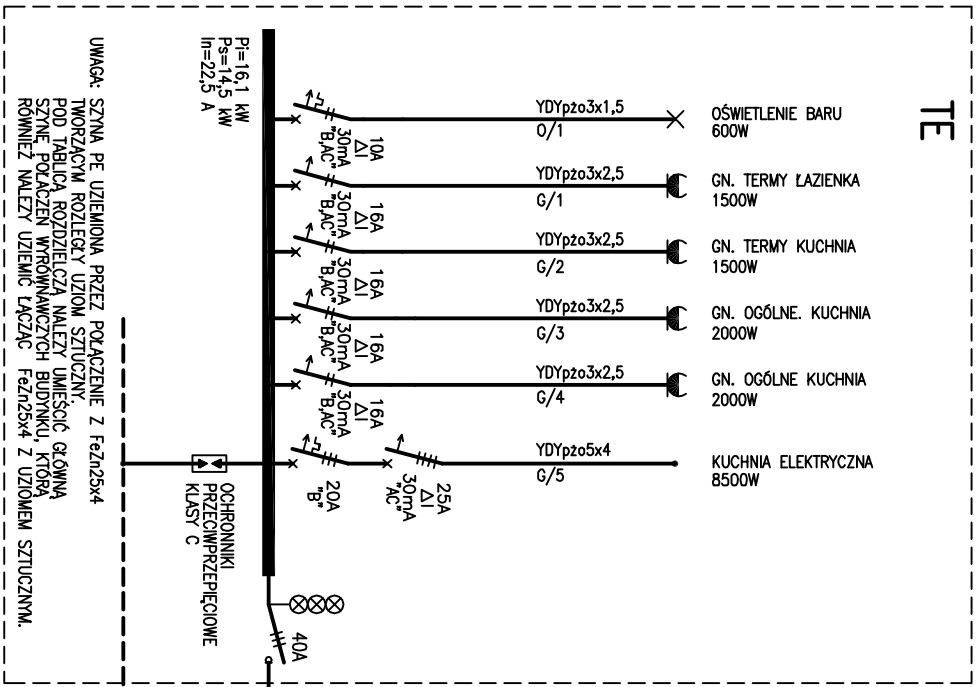 TE
OŚWIETLENIE BARU
600W
YDYpżo3x1,5
O/1
10A
ΔI
30mA
"B,AC"
GN. TERMY ŁAZIENKA
1500W
YDYpżo3x2,5
G/1
16A
ΔI
30mA
"B,AC"
GN. TERMY KUCHNIA
1500W
YDYpżo3x2,5
G/2
16A
ΔI
30mA
"B,AC"
GN. OGÓLNE. KUCHNIA
2000W
YDYpżo3x2,5
G/3
16A
ΔI
30mA
"B,AC"
GN. OGÓLNE KUCHNIA
2000W
YDYpżo3x2,5
G/4
16A
ΔI
30mA
"B,AC"
KUCHNIA ELEKTRYCZNA
8500W
YDYpżo5x4
G/5
25A
ΔI
30mA
"AC"
20A
"B"
Pi=16,1 kW
Ps=14,5 kW
In=22,5 A
OCHRONNIKI
PRZECIWPRZEPIĘCIOWE
KLASY C
40A
UWAGA: SZYNA PE UZIEMIONA PRZEZ POŁĄCZENIE Z FeZn25x4
TWORZĄCYM ROZLEGŁY UZIOM SZTUCZNY.
POD TABLICĄ ROZDZIELCZĄ NALEŻY UMIEŚCIĆ GŁÓWNĄ
SZYNĘ POŁĄCZEŃ WYRÓWNAWCZYCH BUDYNKU, KTÓRĄ
RÓWNIEŻ NALEŻY UZIEMIĆ ŁĄCZĄC FeZn25x4 Z UZIOMEM SZTUCZNYM.